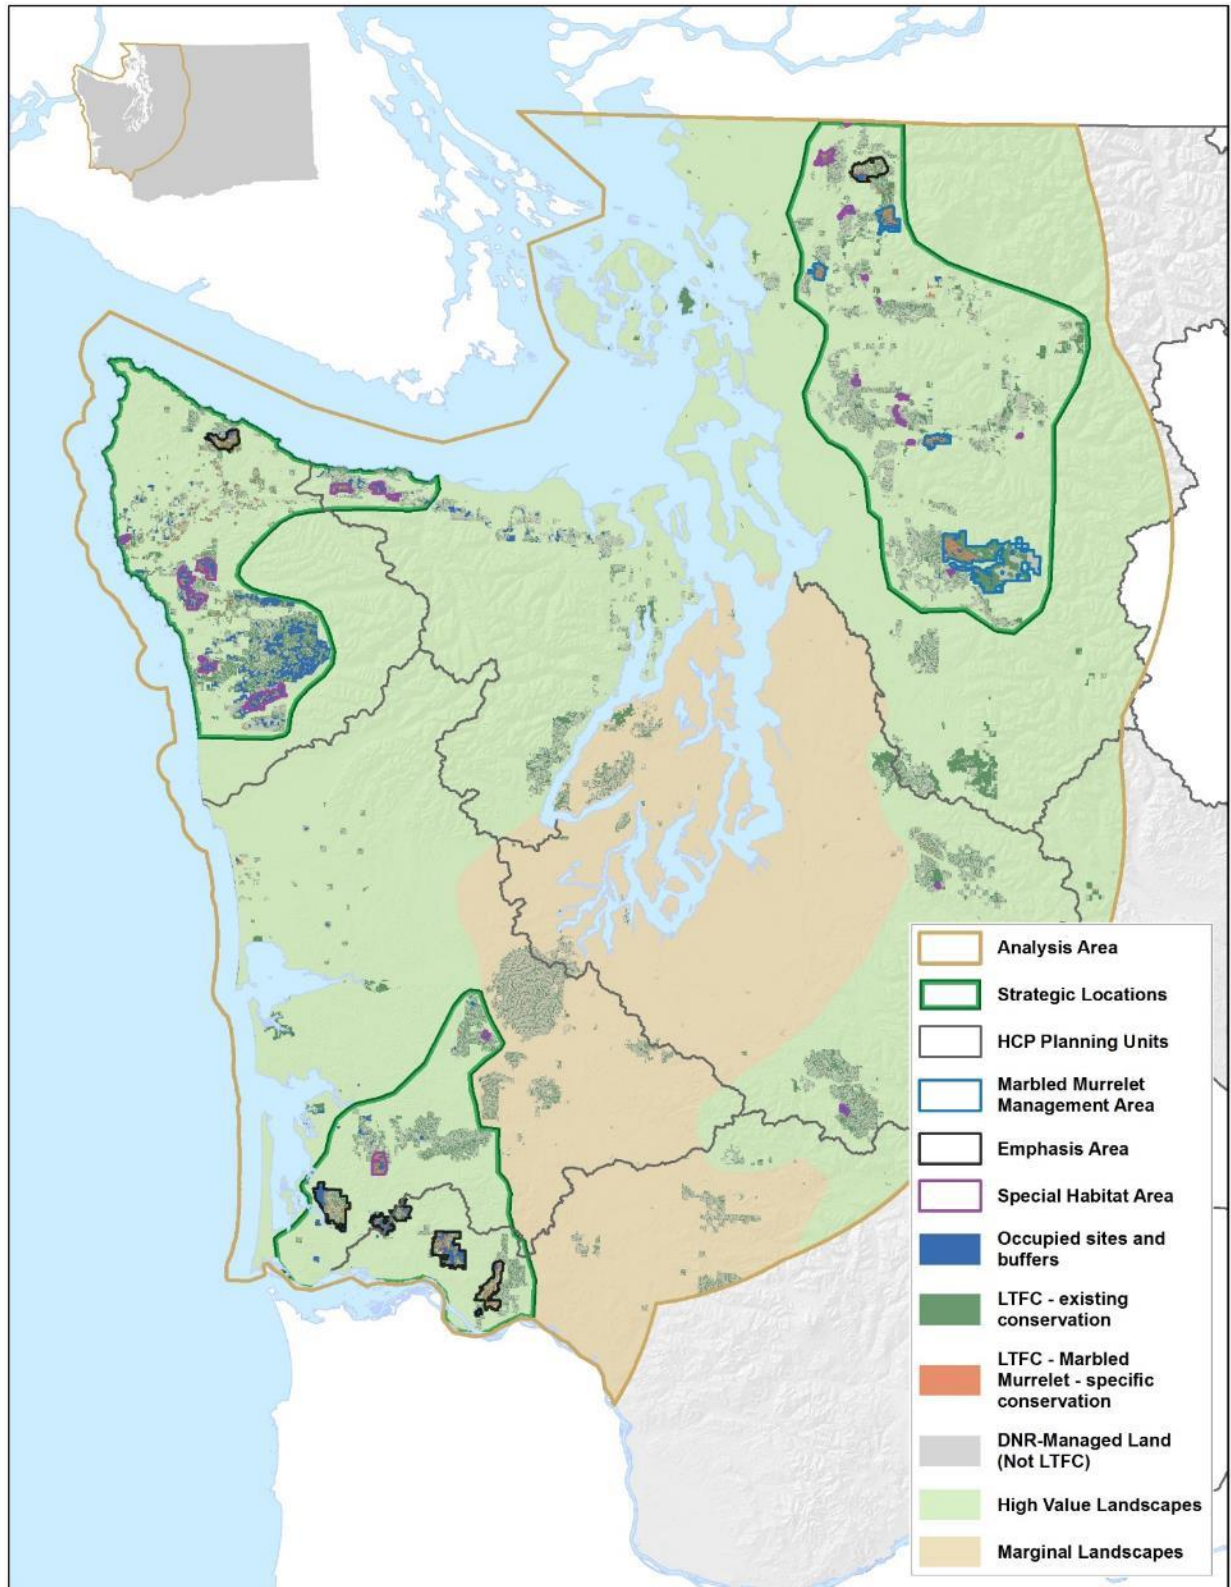 Analysis Area
Strategic Locations
HCP Planning Units
Marbled Murrelet
Management Area
Emphasis Area
Special Habitat Area
Occupied sites and
buffers
LTFC - existing
conservation
LTFC - Marbled
Murrelet - specific
conservation
DNR-Managed Land
(Not LTFC)
High Value Landscapes
Marginal Landscapes